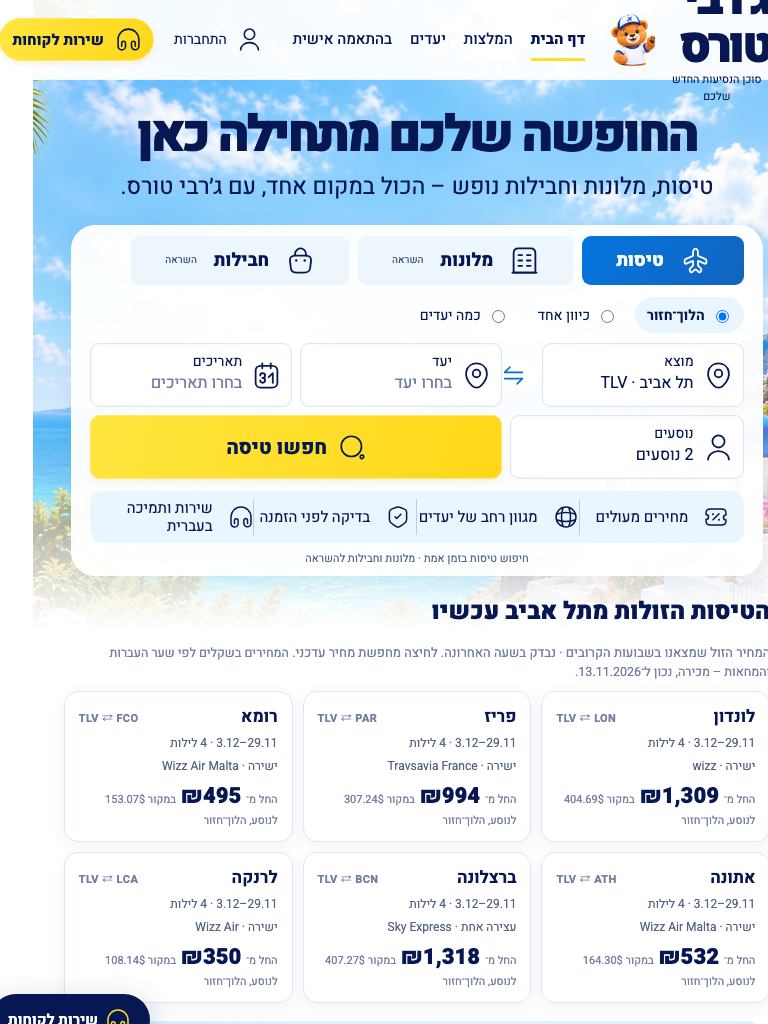 ג׳רבי
טורס
סוכן הנסיעות החדש
שלכם
דף הבית
המלצות
יעדים
בהתאמה אישית
התחברות
שירות לקוחות
החופשה שלכם מתחילה כאן
טיסות, מלונות וחבילות נופש – הכול במקום אחד, עם ג׳רבי טורס.
טיסות
מלונות השראה
חבילות השראה
הלוך־חזור
כיוון אחד
כמה יעדים
מוצא
תל אביב · TLV
יעד
בחרו יעד
תאריכים
בחרו תאריכים
נוסעים
2 נוסעים
חפשו טיסה
מחירים מעולים
מגוון רחב של יעדים
בדיקה לפני הזמנה
שירות ותמיכה
בעברית
חיפוש טיסות בזמן אמת · מלונות וחבילות להשראה
הטיסות הזולות מתל אביב עכשיו
המחיר הזול שמצאנו בשבועות הקרובים · נבדק בשעה האחרונה. לחיצה מחפשת מחיר עדכני. המחירים בשקלים לפי שער העברות
והמחאות – מכירה, נכון ל־13.11.2026.
לונדון TLV ⇄ LON
29.11–3.12 · 4 לילות
ישירה · wizz
החל מ־ ₪1,309 במקור 404.69$
לנוסע, הלוך־חזור
פריז TLV ⇄ PAR
29.11–3.12 · 4 לילות
ישירה · Travsavia France
החל מ־ ₪994 במקור 307.24$
לנוסע, הלוך־חזור
רומא TLV ⇄ FCO
29.11–3.12 · 4 לילות
ישירה · Wizz Air Malta
החל מ־ ₪495 במקור 153.07$
לנוסע, הלוך־חזור
אתונה TLV ⇄ ATH
29.11–3.12 · 4 לילות
ישירה · Wizz Air Malta
החל מ־ ₪532 במקור 164.30$
לנוסע, הלוך־חזור
ברצלונה TLV ⇄ BCN
29.11–3.12 · 4 לילות
עצירה אחת · Sky Express
החל מ־ ₪1,318 במקור 407.27$
לנוסע, הלוך־חזור
לרנקה TLV ⇄ LCA
29.11–3.12 · 4 לילות
ישירה · Wizz Air
החל מ־ ₪350 במקור 108.14$
לנוסע, הלוך־חזור
שירות לקוחות